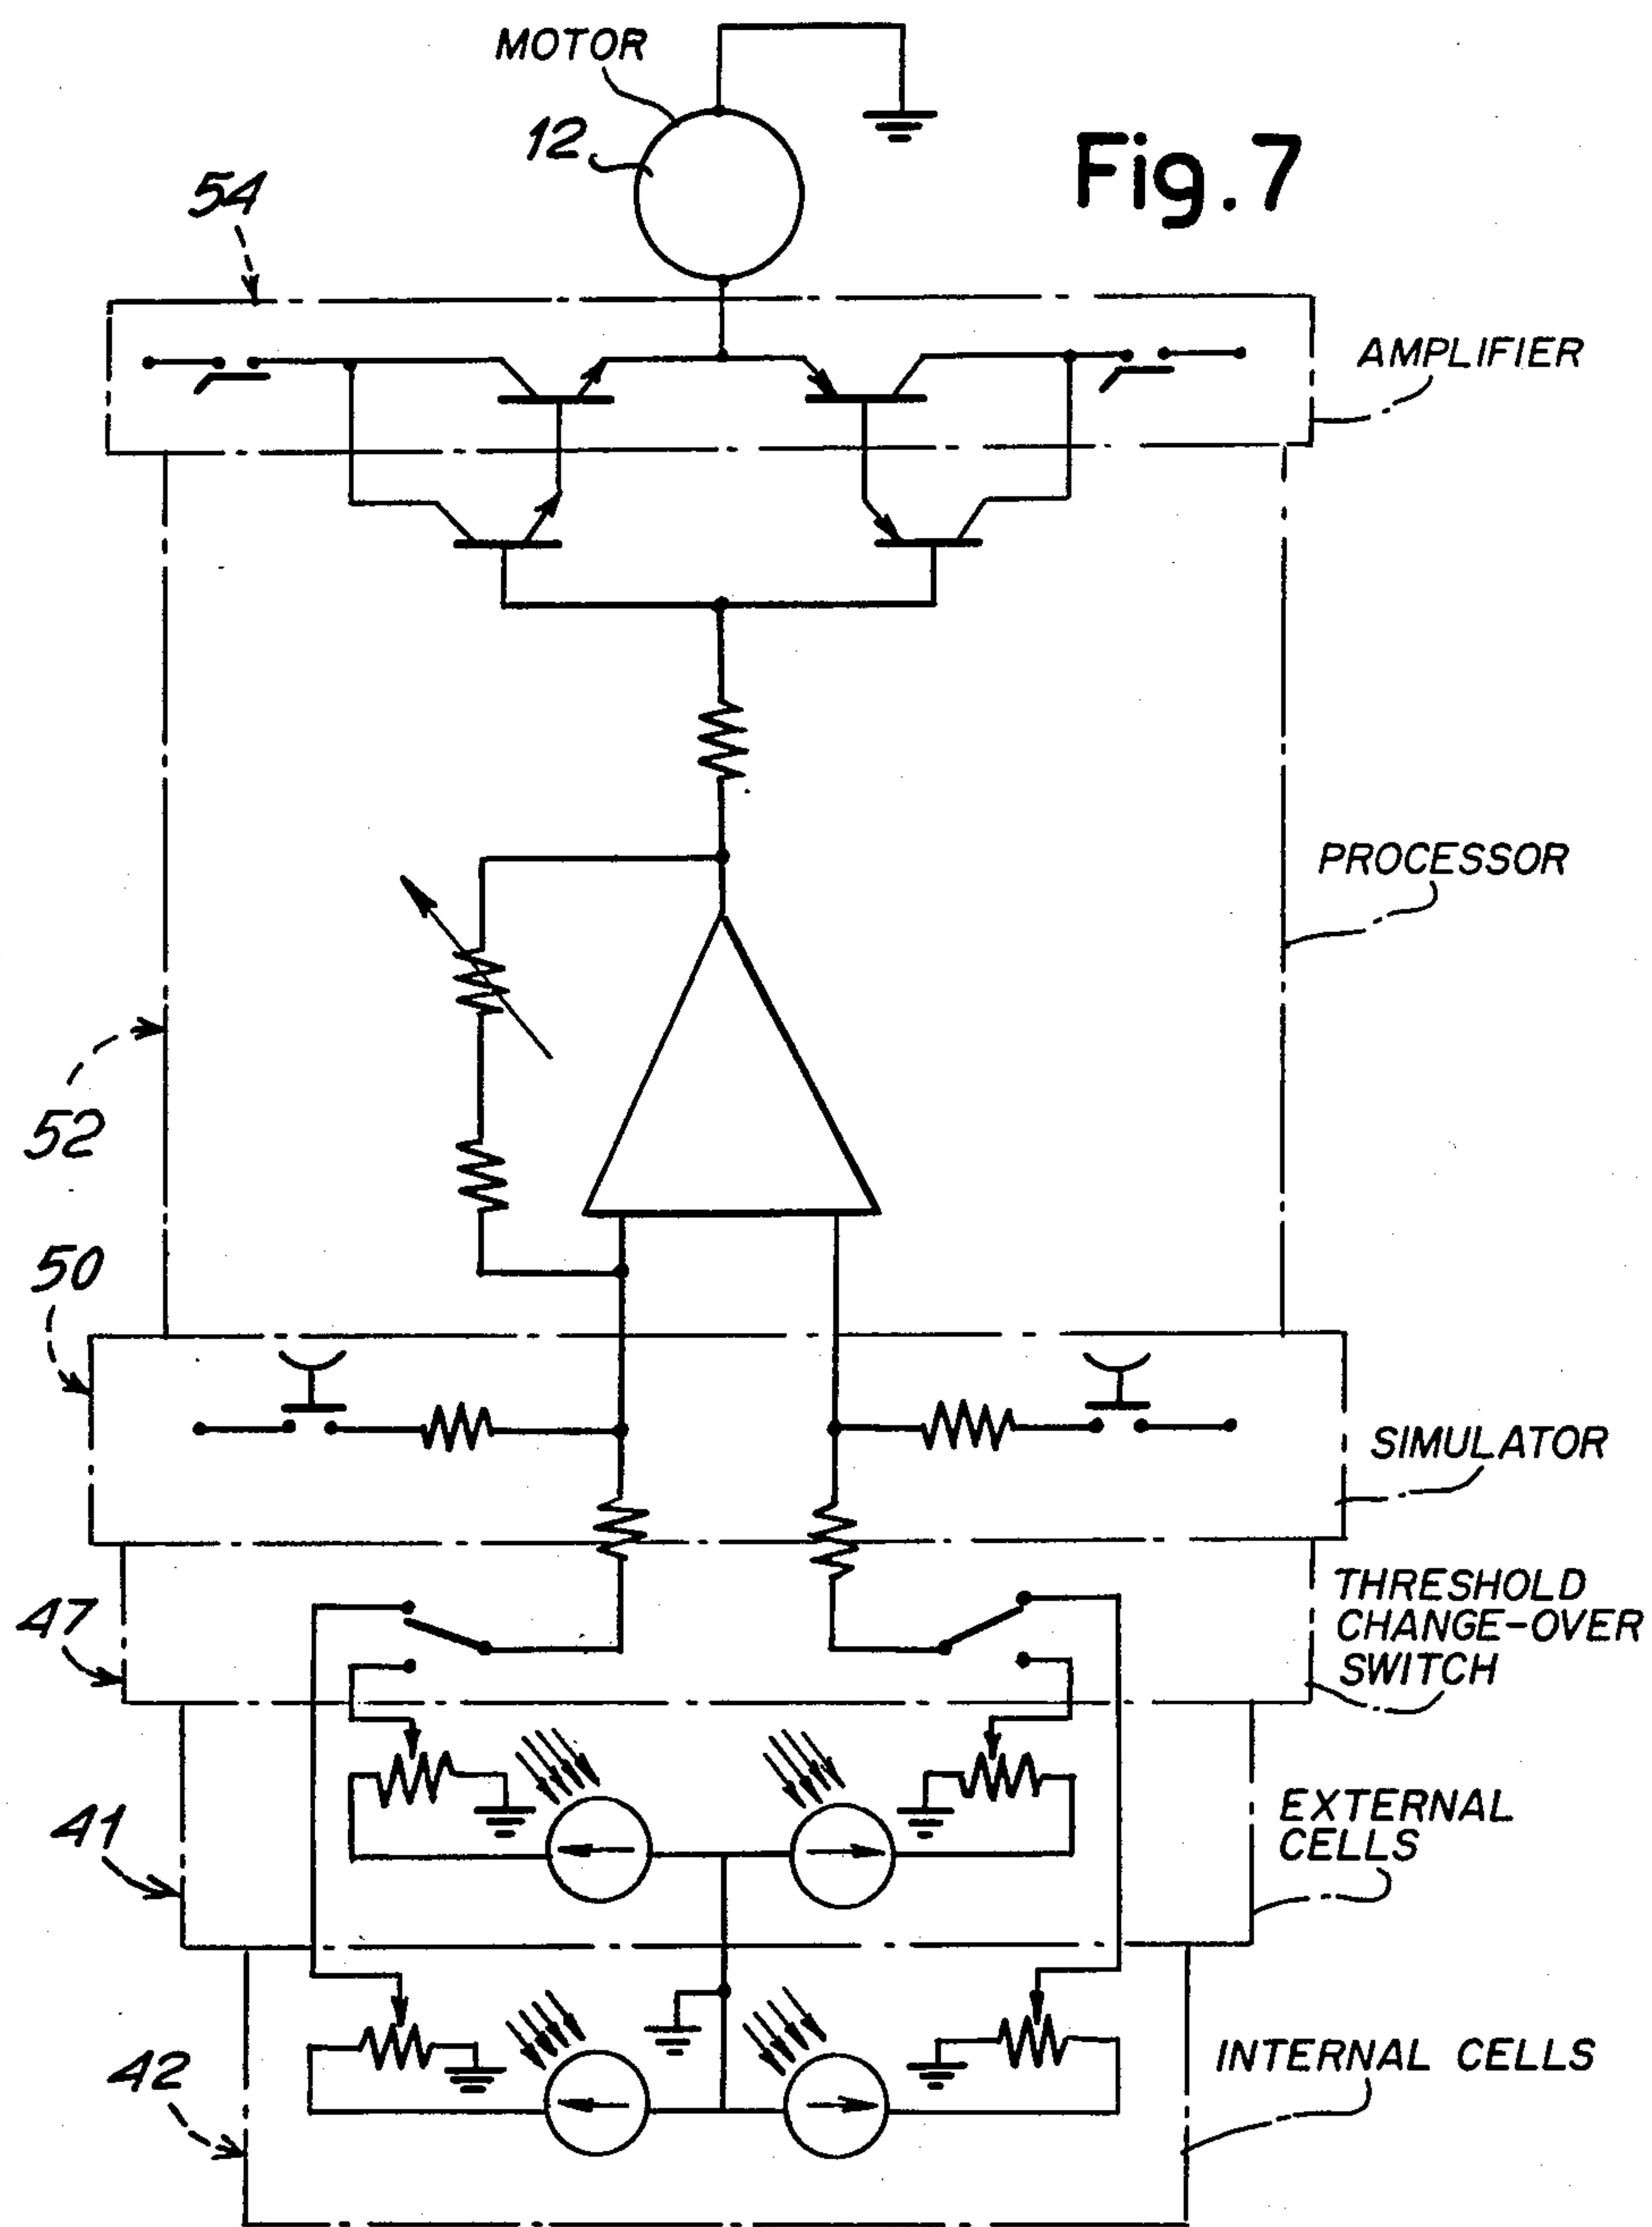 MOTOR
12
Fig.7
54
AMPLIFIER
PROCESSOR
52
50
SIMULATOR
47
THRESHOLD
CHANGE-OVER
SWITCH
41
EXTERNAL
CELLS
42
INTERNAL CELLS